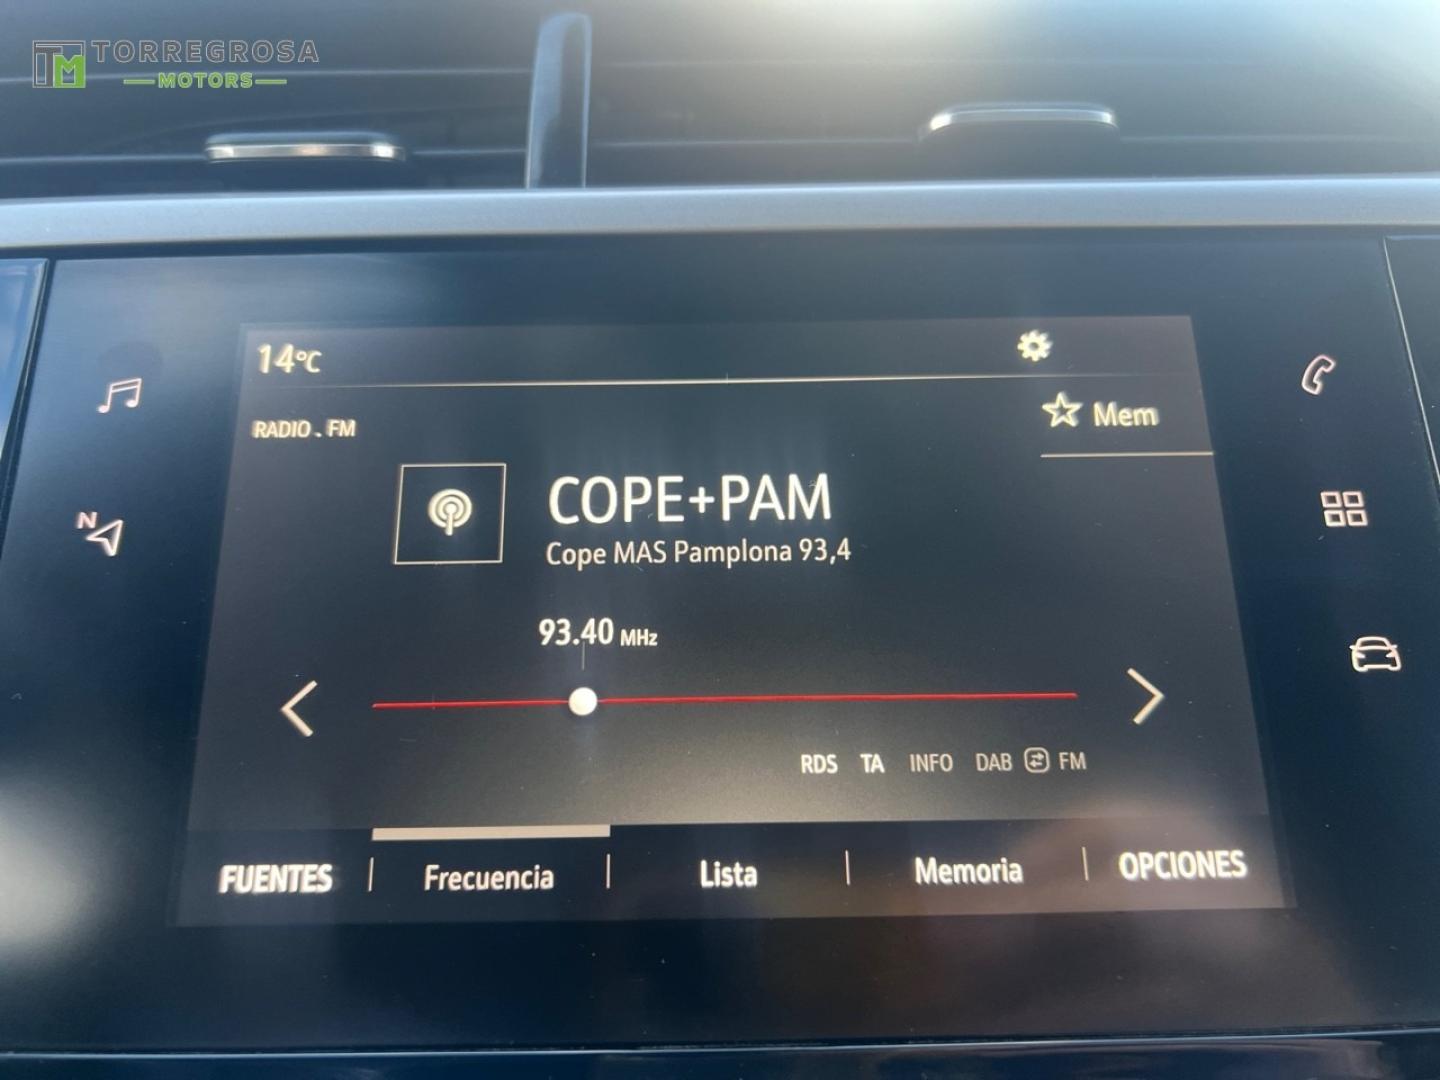 TORREGROSA
TM MOTORS
14°C
RADIO . FM
Mem
COPE+PAM
Cope MAS Pamplona 93,4
93.40 MHz
N
RDS TA INFO DAB FM
FUENTES Frecuencia Lista Memoria OPCIONES